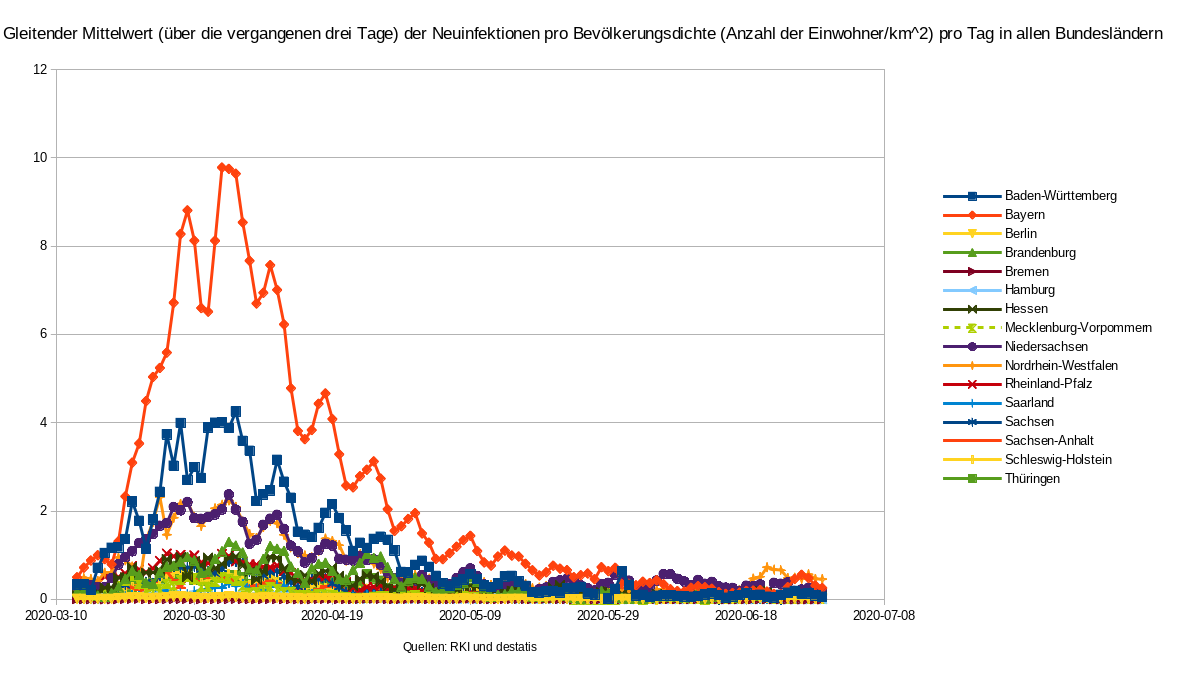 Gleitender Mittelwert (über die vergangenen drei Tage) der Neuinfektionen pro Bevölkerungsdichte (Anzahl der Einwohner/km^2) pro Tag in allen Bundesländern
12
10
8
6
4
2
0
2020-03-10 2020-03-30 2020-04-19 2020-05-09 2020-05-29 2020-06-18 2020-07-08
Quellen: RKI und destatis
Baden-Württemberg
Bayern
Berlin
Brandenburg
Bremen
Hamburg
Hessen
Mecklenburg-Vorpommern
Niedersachsen
Nordrhein-Westfalen
Rheinland-Pfalz
Saarland
Sachsen
Sachsen-Anhalt
Schleswig-Holstein
Thüringen